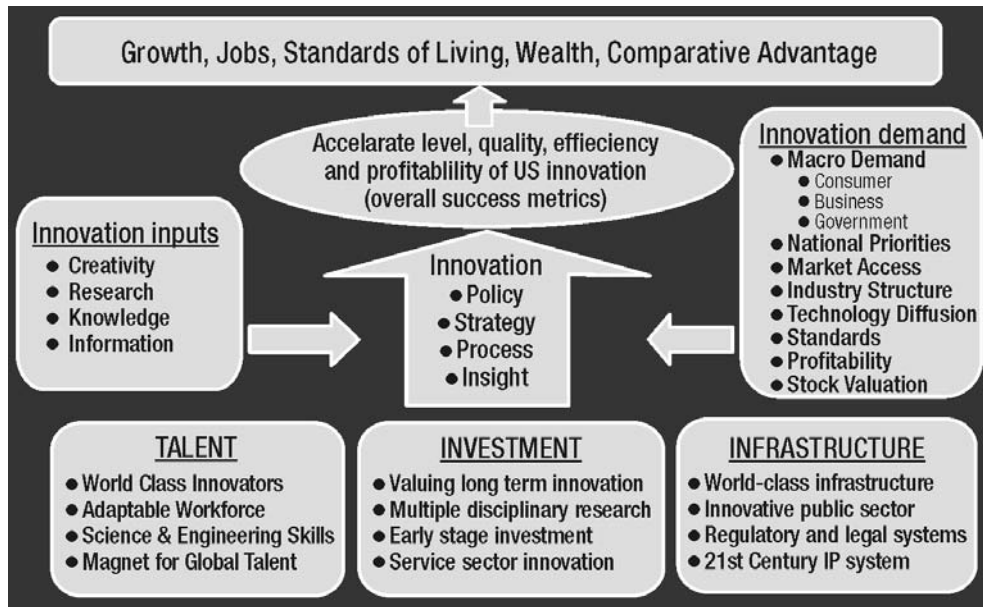 Growth, Jobs, Standards of Living, Wealth, Comparative Advantage
Accelarate level, quality, effieciency
and profitablility of US innovation
(overall success metrics)
Innovation inputs
● Creativity
● Research
● Knowledge
● Information
Innovation
● Policy
● Strategy
● Process
● Insight
Innovation demand
● Macro Demand
● Consumer
● Business
● Government
● National Priorities
● Market Access
● Industry Structure
● Technology Diffusion
● Standards
● Profitability
● Stock Valuation
TALENT
● World Class Innovators
● Adaptable Workforce
● Science & Engineering Skills
● Magnet for Global Talent
INVESTMENT
● Valuing long term innovation
● Multiple disciplinary research
● Early stage investment
● Service sector innovation
INFRASTRUCTURE
● World-class infrastructure
● Innovative public sector
● Regulatory and legal systems
● 21st Century IP system